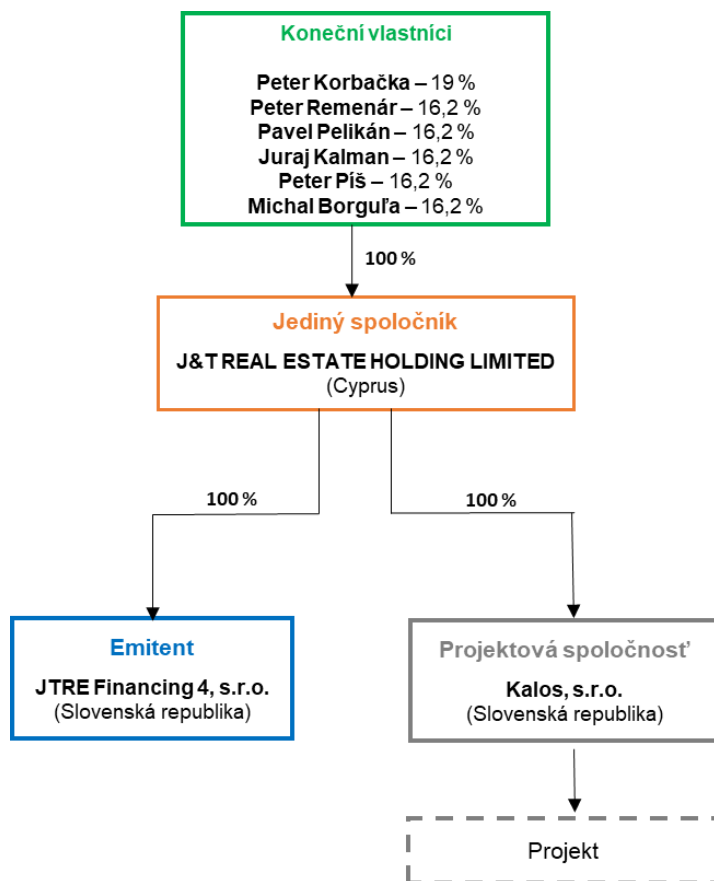 Koneční vlastníci
Peter Korbačka – 19 %
Peter Remenár – 16,2 %
Pavel Pelikán – 16,2 %
Juraj Kalman – 16,2 %
Peter Píš – 16,2 %
Michal Borguľa – 16,2 %
100 %
Jediný spoločník
J&T REAL ESTATE HOLDING LIMITED
(Cyprus)
100 %
100 %
Emitent
JTRE Financing 4, s.r.o.
(Slovenská republika)
Projektová spoločnosť
Kalos, s.r.o.
(Slovenská republika)
Projekt